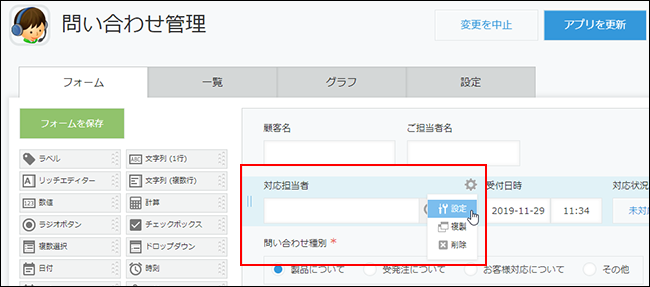 問い合わせ管理
変更を中止
アプリを更新
フォーム
一覧
グラフ
設定
フォームを保存
ラベル
文字列 (1行)
リッチエディター
文字列 (複数行)
数値
計算
ラジオボタン
チェックボックス
複数選択
ドロップダウン
日付
時刻
顧客名
ご担当者名
対応担当者
受付日時
対応状況
設定
複製
削除
2019-11-29
11:34
未対
問い合わせ種別 *
製品について
受発注について
お客様対応について
その他